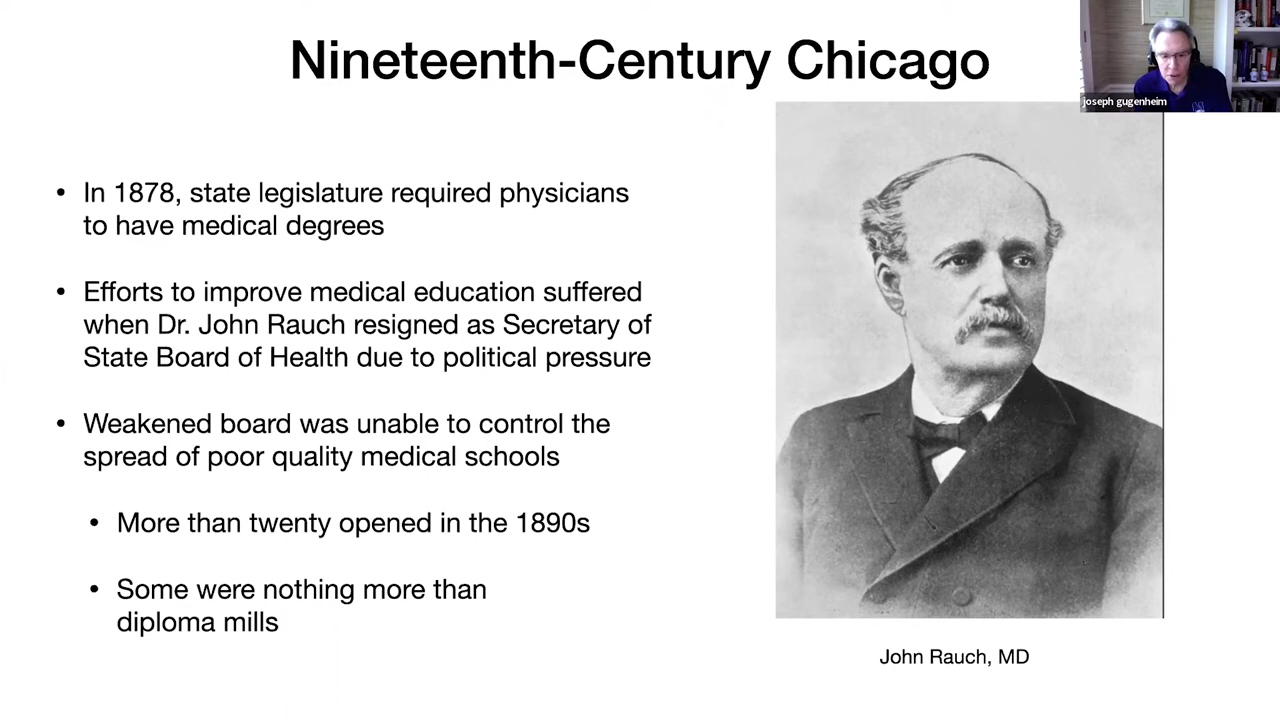 Nineteenth-Century Chicago
joseph gugenheim
• In 1878, state legislature required physicians
to have medical degrees
• Efforts to improve medical education suffered
when Dr. John Rauch resigned as Secretary of
State Board of Health due to political pressure
• Weakened board was unable to control the
spread of poor quality medical schools
• More than twenty opened in the 1890s
• Some were nothing more than
diploma mills
John Rauch, MD